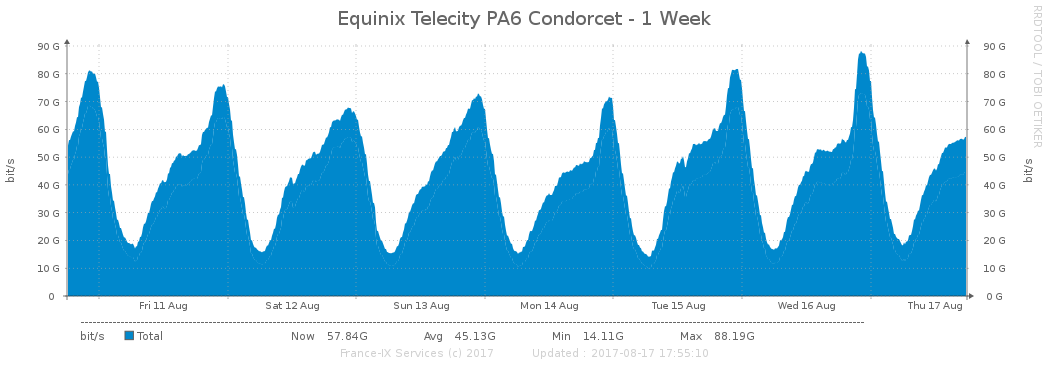 Equinix Telecity PA6 Condorcet - 1 Week
RRDTOOL / TOBI OETIKER
90 G 90 G
80 G 80 G
70 G 70 G
60 G 60 G
50 G 50 G
40 G 40 G
30 G 30 G
20 G 20 G
10 G 10 G
0 0 G
bit/s
bit/s
Fri 11 Aug Sat 12 Aug Sun 13 Aug Mon 14 Aug Tue 15 Aug Wed 16 Aug Thu 17 Aug
bit/s Total Now 57.84G Avg 45.13G Min 14.11G Max 88.19G
France-IX Services (c) 2017 Updated : 2017-08-17 17:55:10